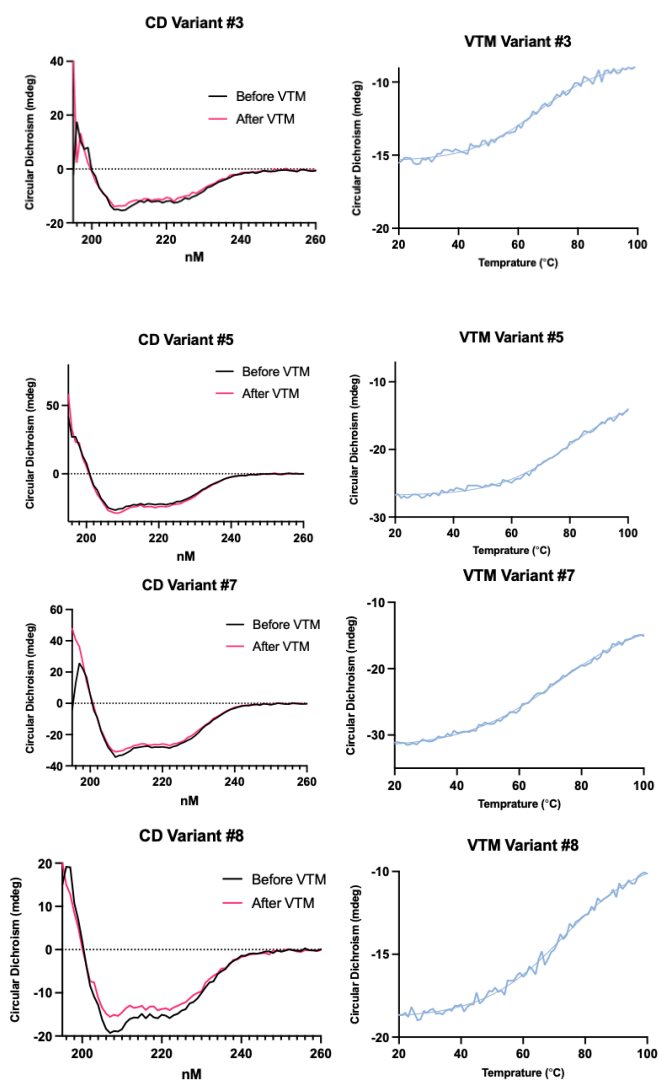 CD Variant #3
Circular Dichroism (mdeg)
40
20
0
-20
200
220
240
260
nM
Before VTM
After VTM
VTM Variant #3
Circular Dichroism (mdeg)
-10
-15
-20
20
40
60
80
100
Temprature (°C)
CD Variant #5
Circular Dichroism (mdeg)
50
0
200
220
240
260
nM
Before VTM
After VTM
VTM Variant #5
Circular Dichroism (mdeg)
-10
-20
-30
20
40
60
80
100
Temprature (°C)
CD Variant #7
Circular Dichroism (mdeg)
60
40
20
0
-20
-40
200
220
240
260
nM
Before VTM
After VTM
VTM Variant #7
Circular Dichroism (mdeg)
-10
-20
-30
20
40
60
80
100
Temprature (°C)
CD Variant #8
Circular Dichroism (mdeg)
20
10
0
-10
-20
200
220
240
260
nM
Before VTM
After VTM
VTM Variant #8
Circular Dichroism (mdeg)
-10
-15
-20
20
40
60
80
100
Temprature (°C)